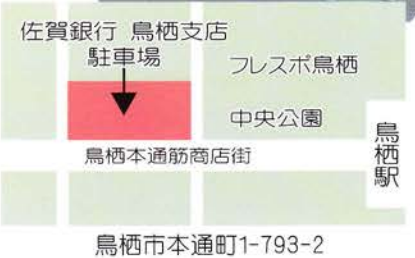 佐賀銀行 鳥栖支店
駐車場
フレスポ鳥栖
中央公園
鳥栖駅
鳥栖本通筋商店街
鳥栖市本通町1-793-2